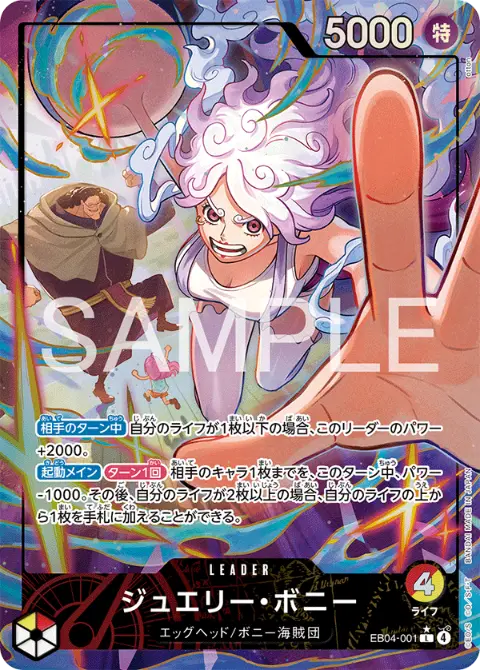 5000 特
SAMPLE
相手のターン中 自分のライフが1枚以下の場合、このリーダーのパワー
+2000。
起動メイン ターン1回 相手のキャラ1枚までを、このターン中、パワー
-1000。その後、自分のライフが2枚以上の場合、自分のライフの上か
ら1枚を手札に加えることができる。
LEADER
ジュエリー・ボニー
4
ライフ
エッグヘッド/ボニー海賊団
EB04-001 L 4
BANDAI MADE IN JAPAN